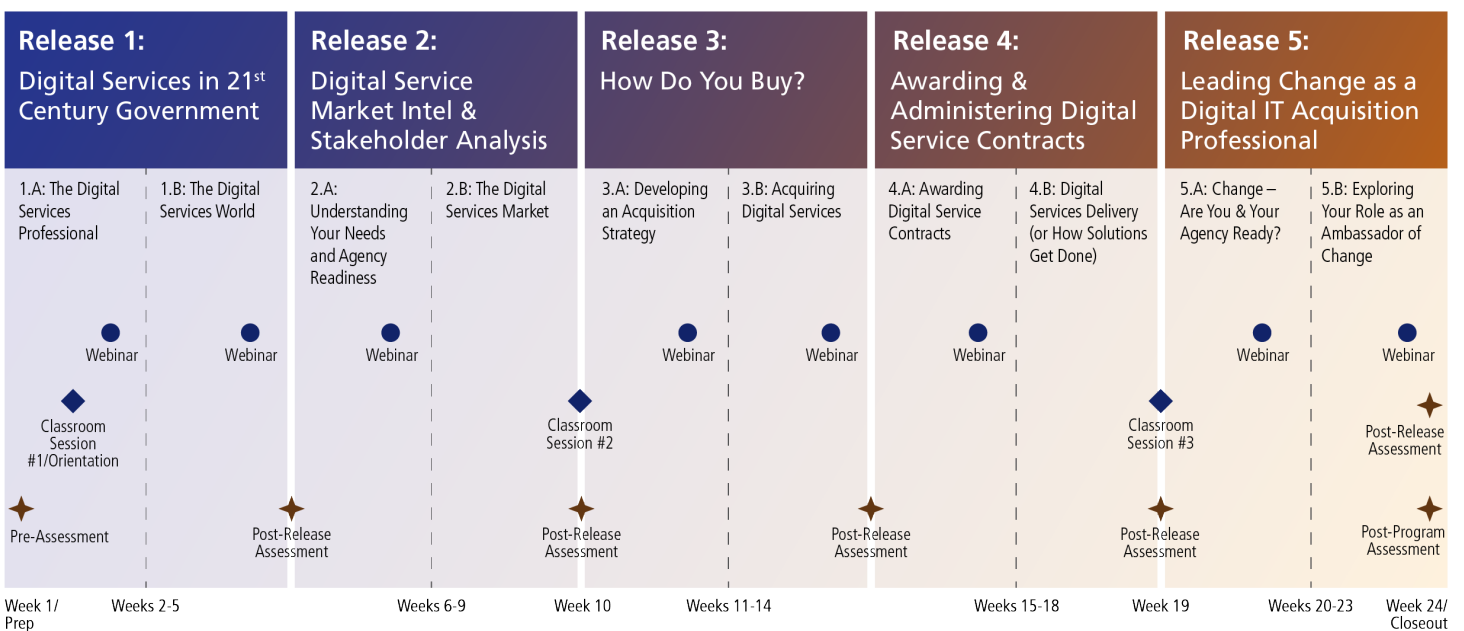 Release 1:
Digital Services in 21st
Century Government
Release 2:
Digital Service
Market Intel &
Stakeholder Analysis
Release 3:
How Do You Buy?
Release 4:
Awarding &
Administering Digital
Service Contracts
Release 5:
Leading Change as a
Digital IT Acquisition
Professional
1.A: The Digital
Services
Professional
1.B: The Digital
Services World
2.A:
Understanding
Your Needs
and Agency
Readiness
2.B: The Digital
Services Market
3.A: Developing
an Acquisition
Strategy
3.B: Acquiring
Digital Services
4.A: Awarding
Digital Service
Contracts
4.B: Digital
Services Delivery
(or How Solutions
Get Done)
5.A: Change –
Are You & Your
Agency Ready?
5.B: Exploring
Your Role as an
Ambassador of
Change
Webinar
Webinar
Webinar
Webinar
Webinar
Webinar
Webinar
Webinar
Classroom
Session
#1/Orientation
Classroom
Session #2
Classroom
Session #3
Post-Release
Assessment
Pre-Assessment
Post-Release
Assessment
Post-Release
Assessment
Post-Release
Assessment
Post-Release
Assessment
Post-Program
Assessment
Week 1/
Prep
Weeks 2-5
Weeks 6-9
Week 10
Weeks 11-14
Weeks 15-18
Week 19
Weeks 20-23
Week 24/
Closeout